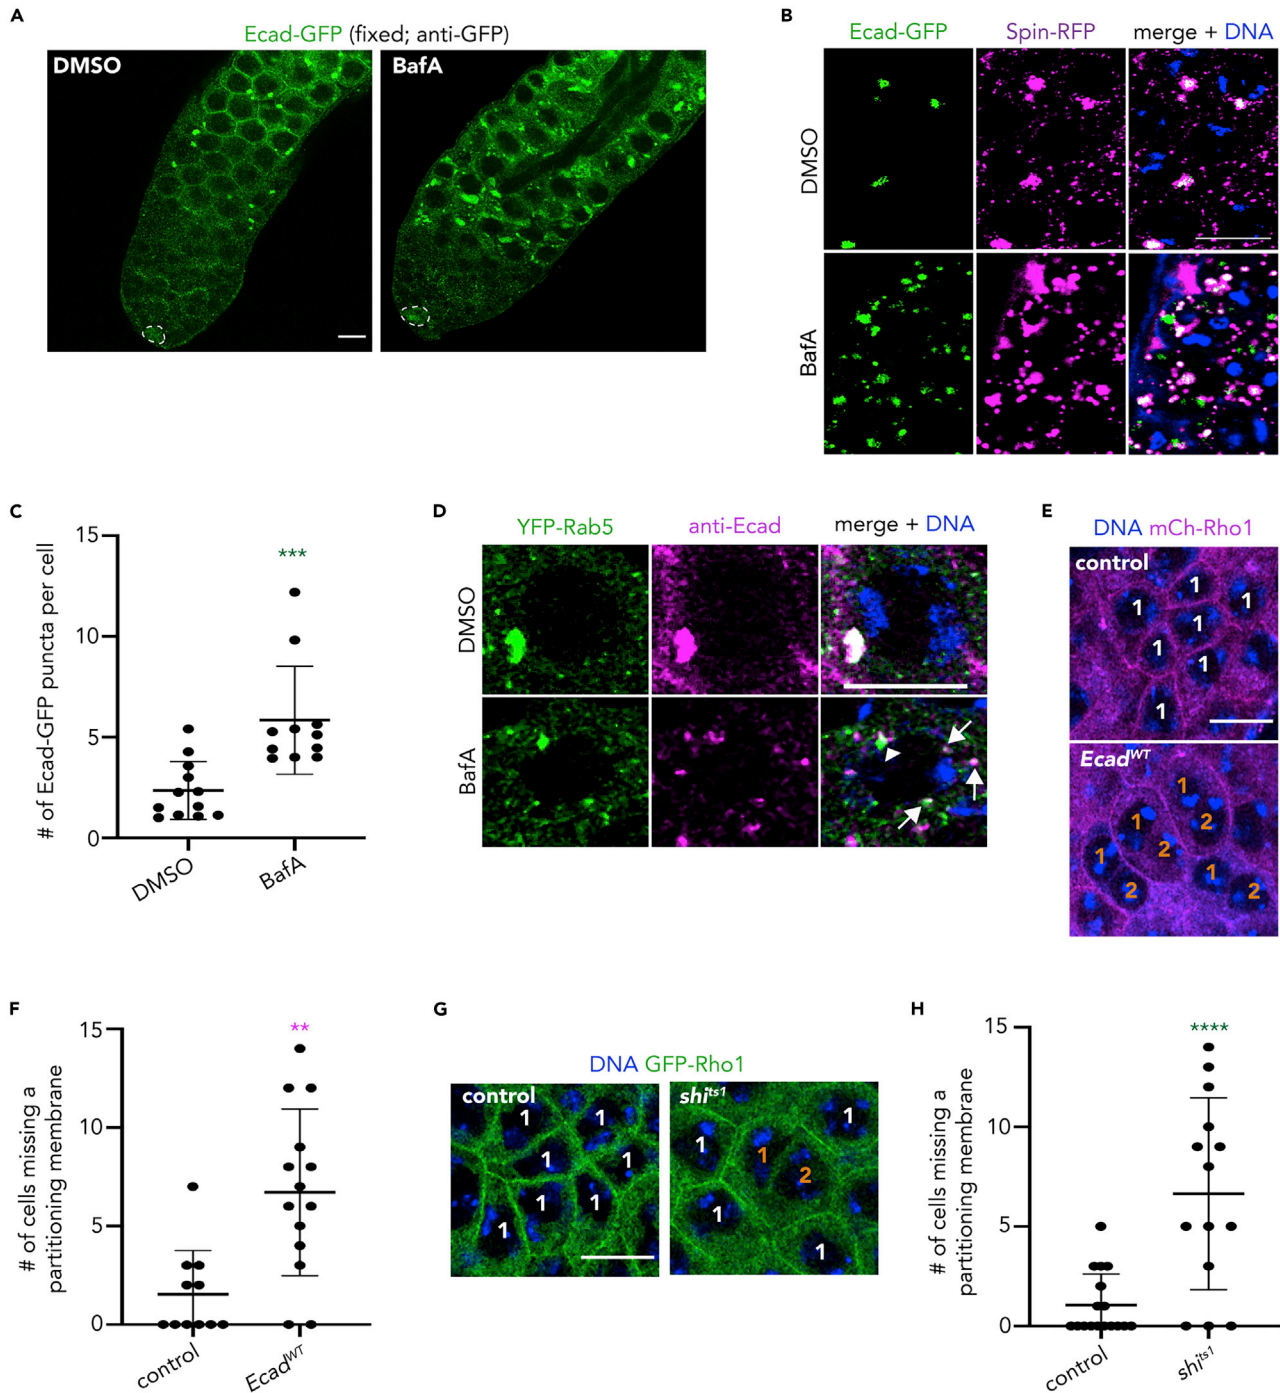 A
Ecad-GFP (fixed; anti-GFP)
DMSO
BafA
B
Ecad-GFP
Spin-RFP
merge + DNA
DMSO
BafA
C
# of Ecad-GFP puncta per cell
15
10
5
0
***
DMSO
BafA
D
YFP-Rab5
anti-Ecad
merge + DNA
DMSO
BafA
E
DNA mCh-Rho1
control
1
1
1
1
1
1
1
Ecad^WT
1
1
2
1
2
2
1
2
F
# of cells missing a
partitioning membrane
15
10
5
0
**
control
Ecad^WT
G
DNA GFP-Rho1
control
1
1
1
1
1
1
1
shi^ts1
1
1
1
2
1
1
H
# of cells missing a
partitioning membrane
15
10
5
0
****
control
shi^ts1